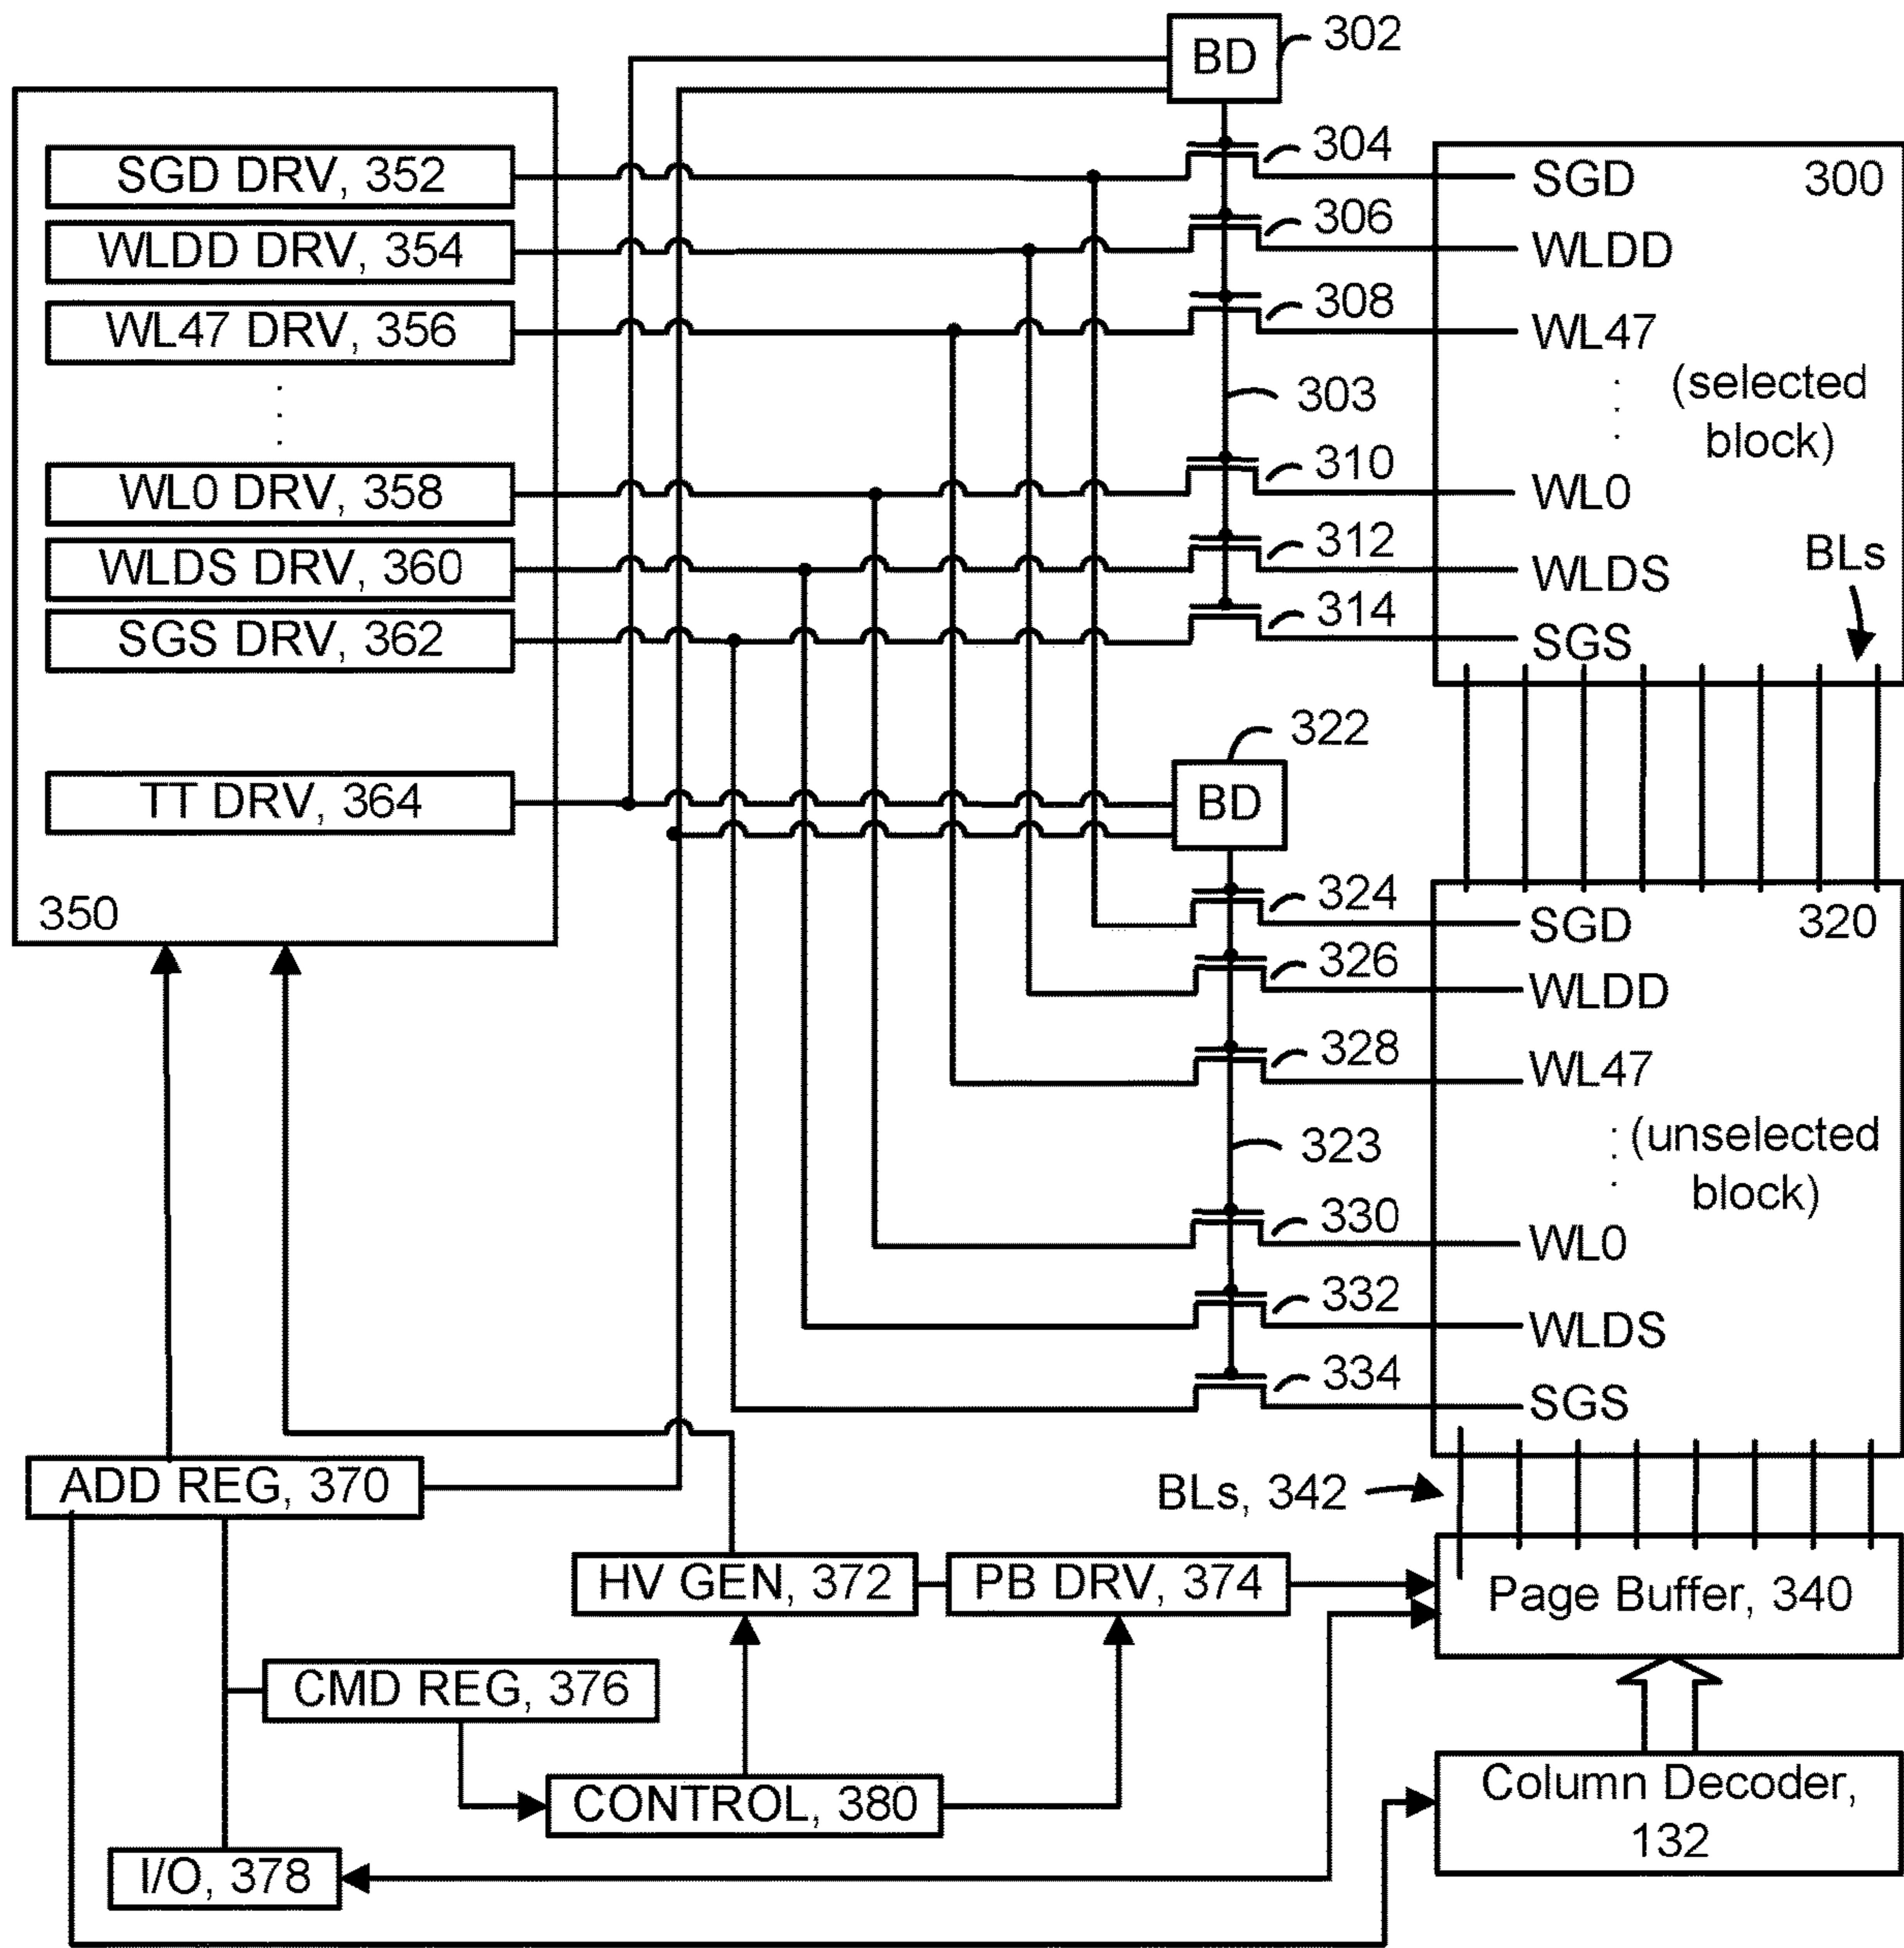 BD
302
SGD DRV, 352
304
SGD
300
WLDD DRV, 354
306
WLDD
WL47 DRV, 356
308
WL47
303
(selected
block)
WL0 DRV, 358
310
WL0
WLDS DRV, 360
312
WLDS
BLs
SGS DRV, 362
314
SGS
322
TT DRV, 364
BD
350
324
SGD
320
326
WLDD
328
WL47
323
(unselected
block)
330
WL0
332
WLDS
334
SGS
ADD REG, 370
BLs, 342
HV GEN, 372
PB DRV, 374
Page Buffer, 340
CMD REG, 376
CONTROL, 380
Column Decoder,
132
I/O, 378